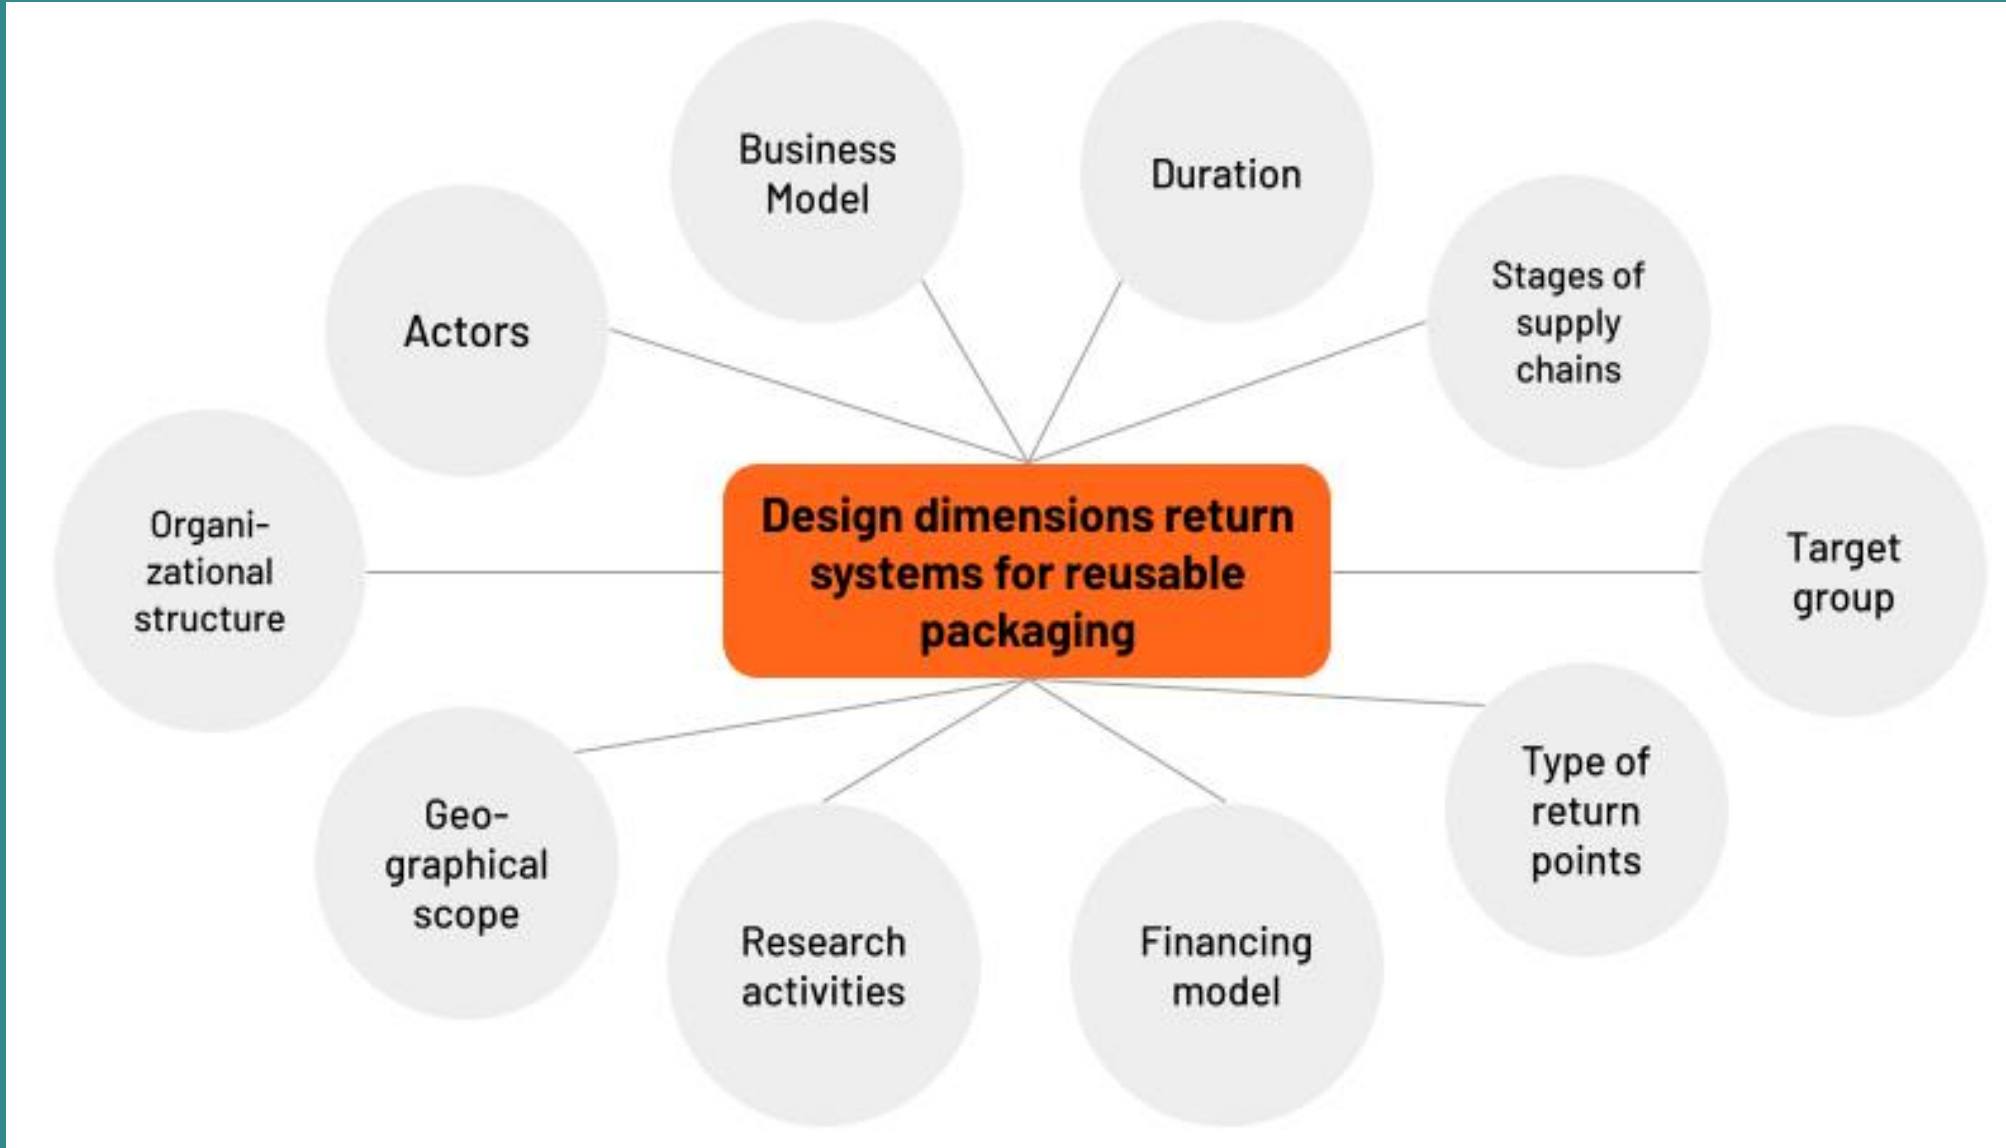 Business
Model
Duration
Stages of
supply
chains
Actors
Organi-
zational
structure
Design dimensions return
systems for reusable
packaging
Target
group
Geo-
graphical
scope
Research
activities
Financing
model
Type of
return
points